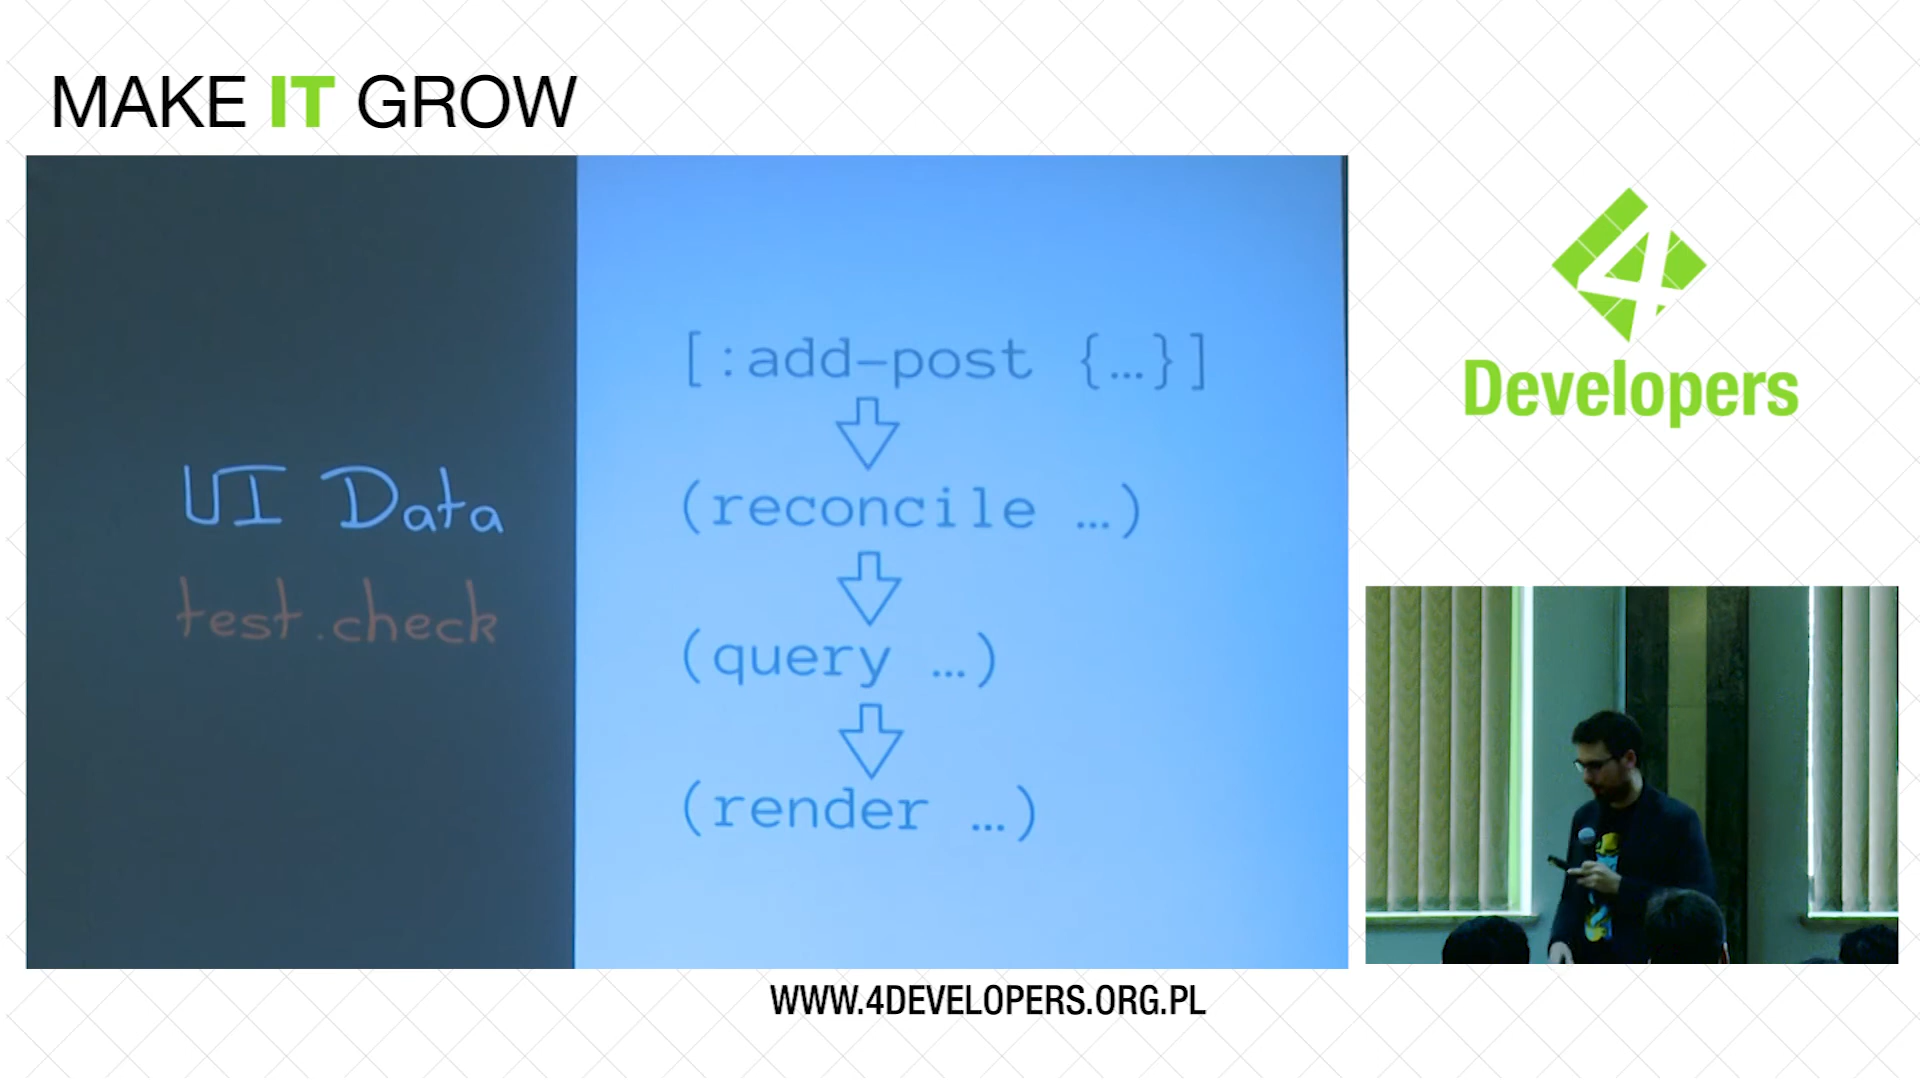 MAKE IT GROW
UI Data
test.check
[:add-post {…}]
(reconcile …)
(query …)
(render …)
4
Developers
WWW.4DEVELOPERS.ORG.PL